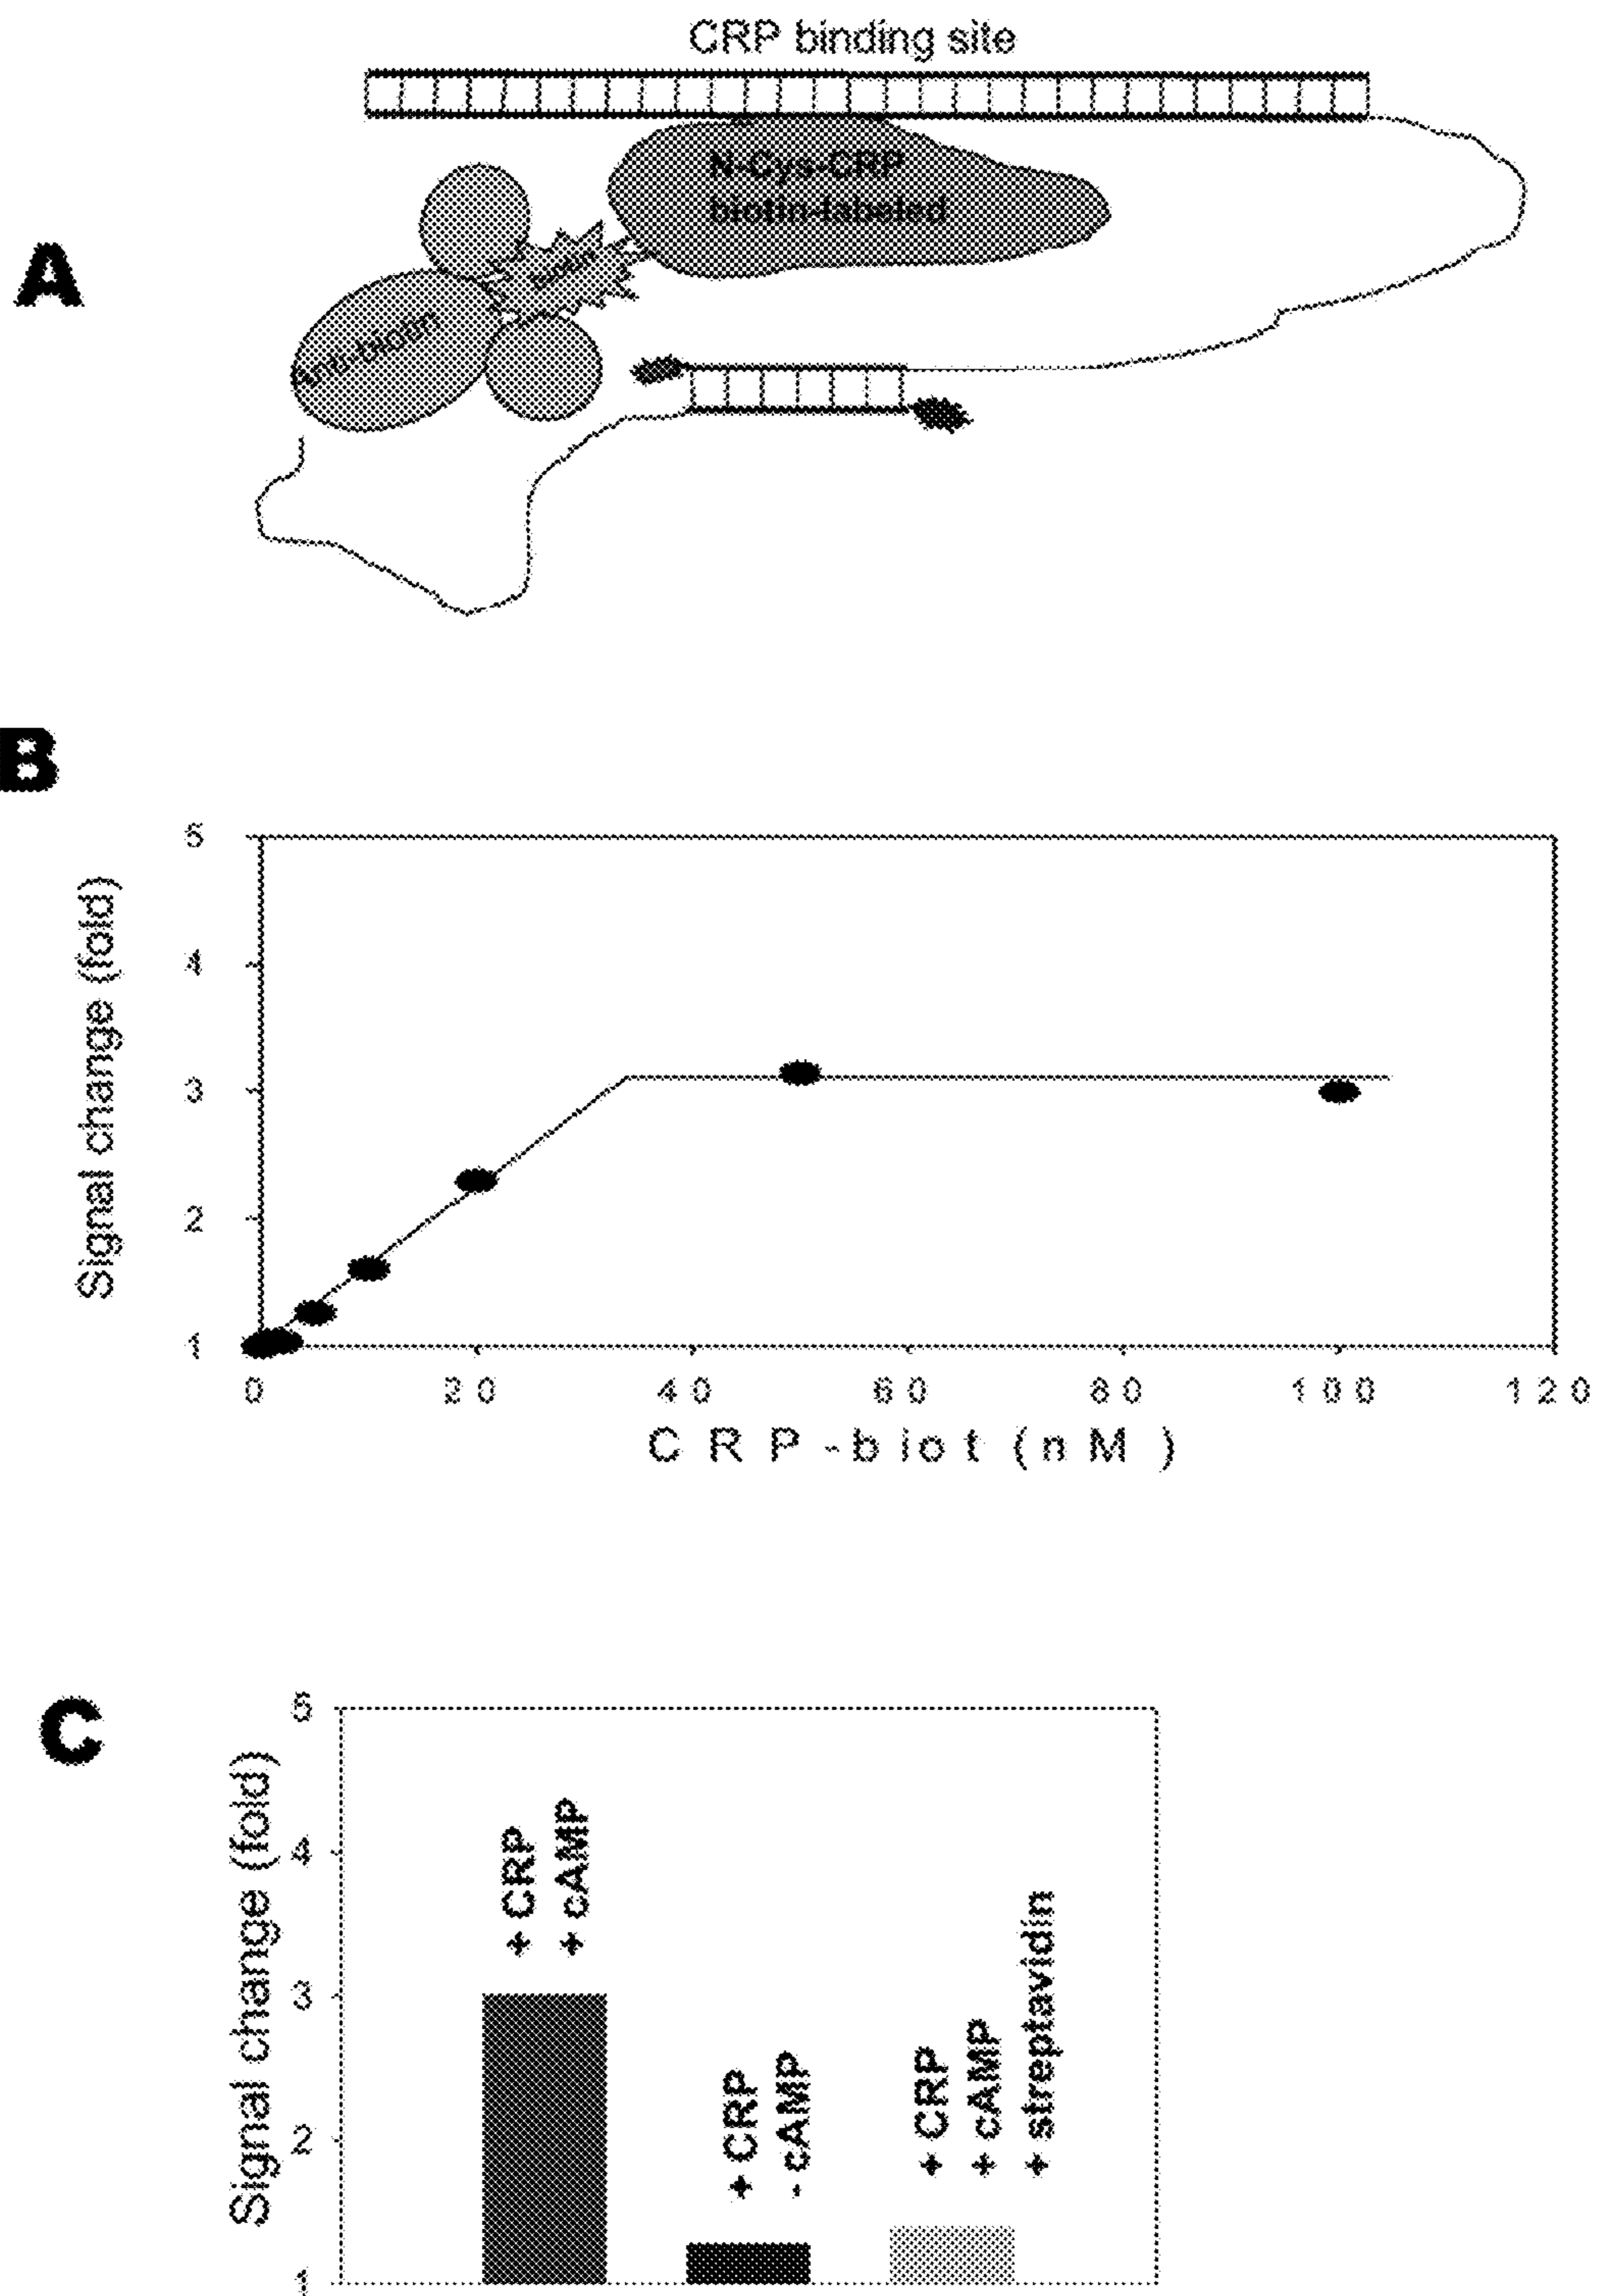 CRP binding site
N-Cys-CRP
biotin-labeled
A
biotin
Anti-biotin
B
Signal change (fold)
5
4
3
2
1
0 20 40 60 80 100 120
CRP-biot (nM)
C
Signal change (fold)
5
4
3
2
1
+ CRP
+ cAMP
+ CRP
- cAMP
+ CRP
+ cAMP
+ streptavidin